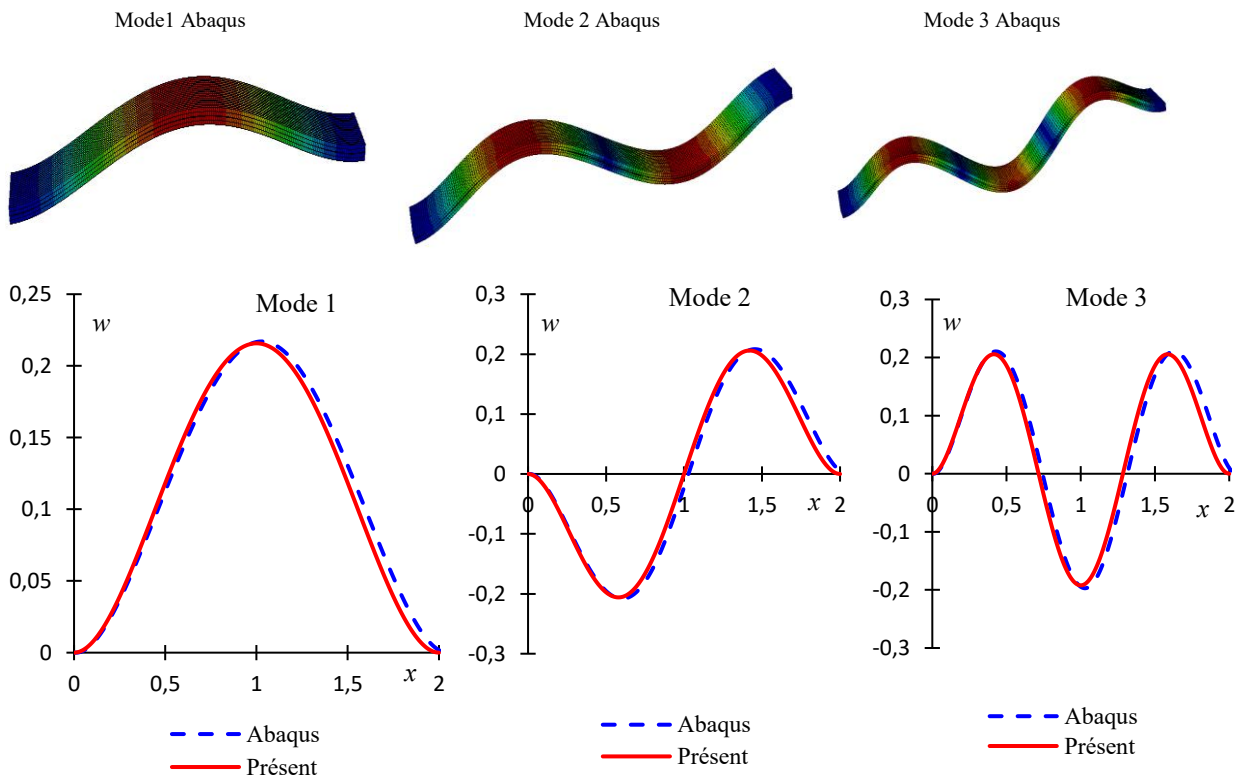 Mode1 Abaqus
Mode 2 Abaqus
Mode 3 Abaqus
Mode 1
w
0,25
0,2
0,15
0,1
0,05
0
0
0,5
1
1,5
x
2
Abaqus
Présent
Mode 2
w
0,3
0,2
0,1
0
-0,1
-0,2
-0,3
0
0,5
1
1,5
x
2
Abaqus
Présent
Mode 3
w
0,3
0,2
0,1
0
-0,1
-0,2
-0,3
0
0,5
1
1,5
x
2
Abaqus
Présent